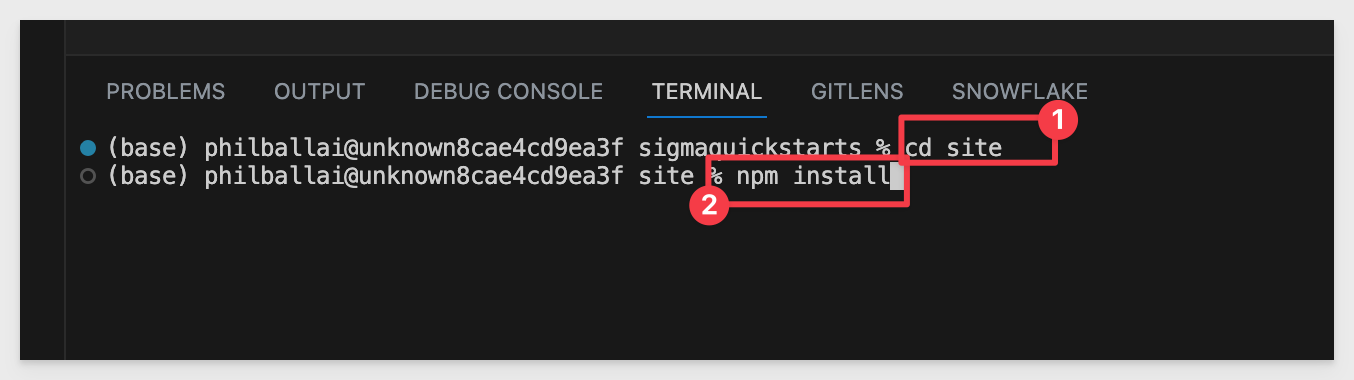 PROBLEMS OUTPUT DEBUG CONSOLE TERMINAL GITLENS SNOWFLAKE
1
(base) philballai@unknown8cae4cd9ea3f sigmaquickstarts % cd site
(base) philballai@unknown8cae4cd9ea3f site % npm install
2